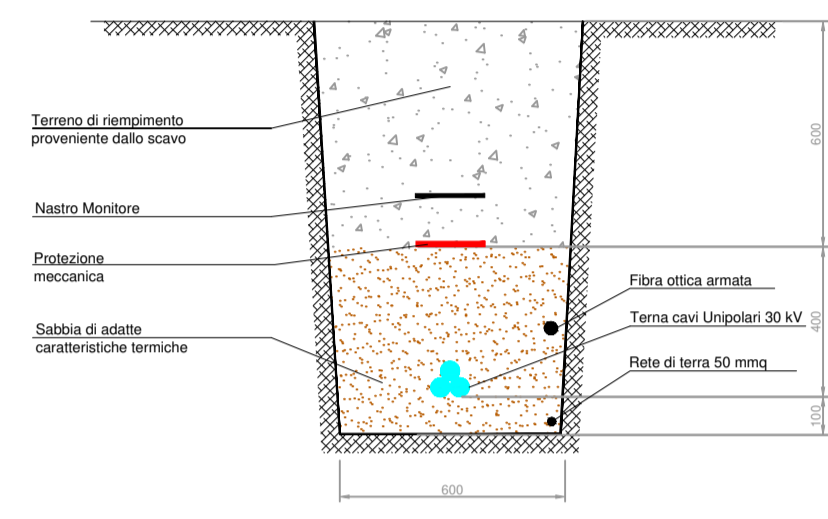 Terreno di riempimento
proveniente dallo scavo
Nastro Monitore
Protezione
meccanica
Sabbia di adatte
caratteristiche termiche
Fibra ottica armata
Terna cavi Unipolari 30 kV
Rete di terra 50 mmq
600
400
100
600